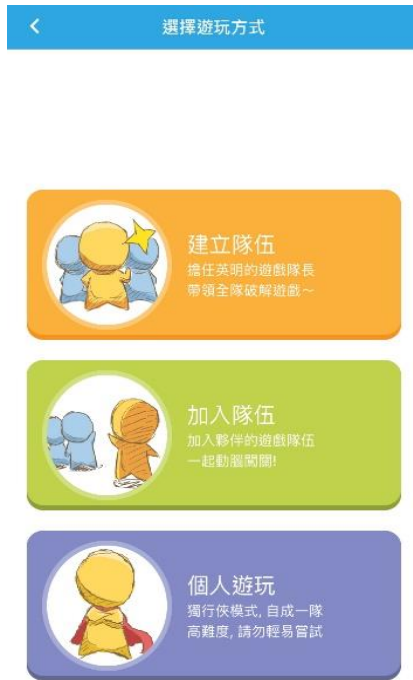 選擇遊玩方式
建立隊伍
擔任英明的遊戲隊長
帶領全隊破解遊戲～
加入隊伍
加入夥伴的遊戲隊伍
一起動腦闖關!
個人遊玩
獨行俠模式, 自成一隊
高難度, 請勿輕易嘗試